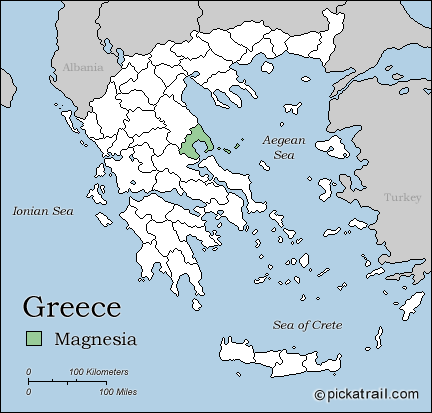 Albania
Aegean
Sea
Turkey
Ionian Sea
Greece
Magnesia
Sea of Crete
0 100 Kilometers
0 100 Miles
©pickatrail.com